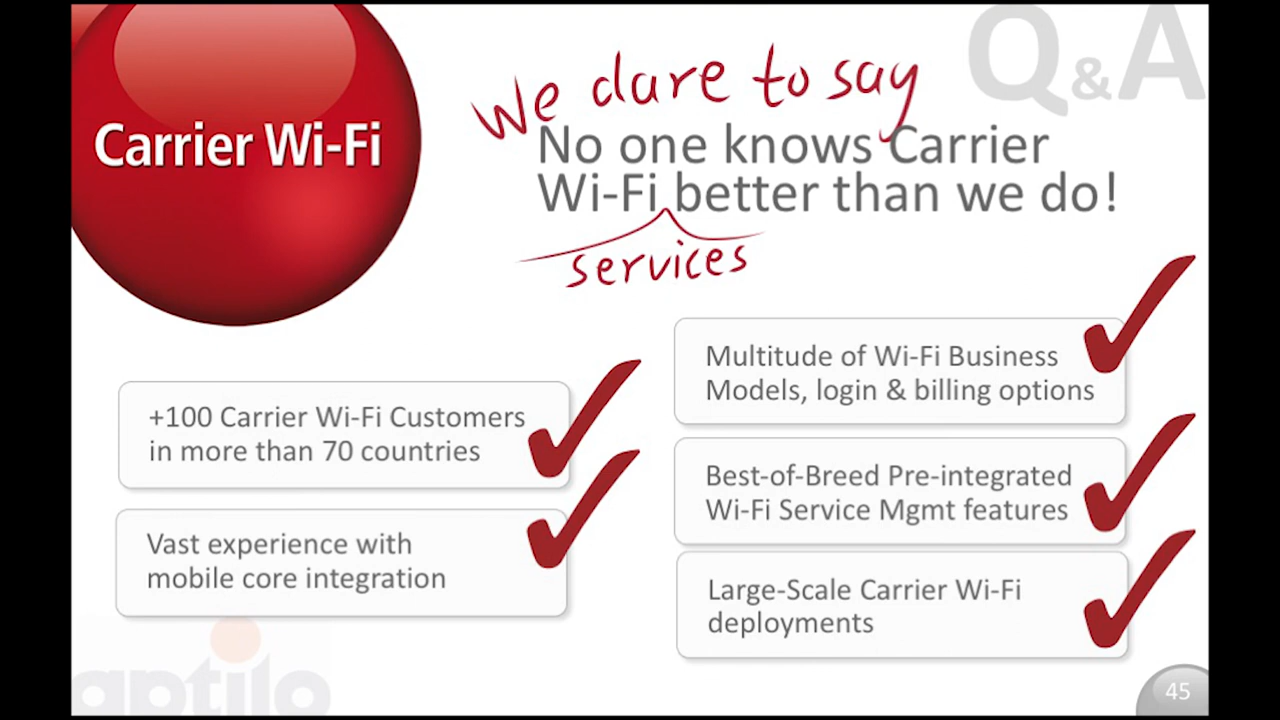 Q&A
Carrier Wi-Fi
We dare to say
No one knows Carrier
Wi-Fi better than we do!
services
+100 Carrier Wi-Fi Customers
in more than 70 countries
Vast experience with
mobile core integration
Multitude of Wi-Fi Business
Models, login & billing options
Best-of-Breed Pre-integrated
Wi-Fi Service Mgmt features
Large-Scale Carrier Wi-Fi
deployments
aptilo
45